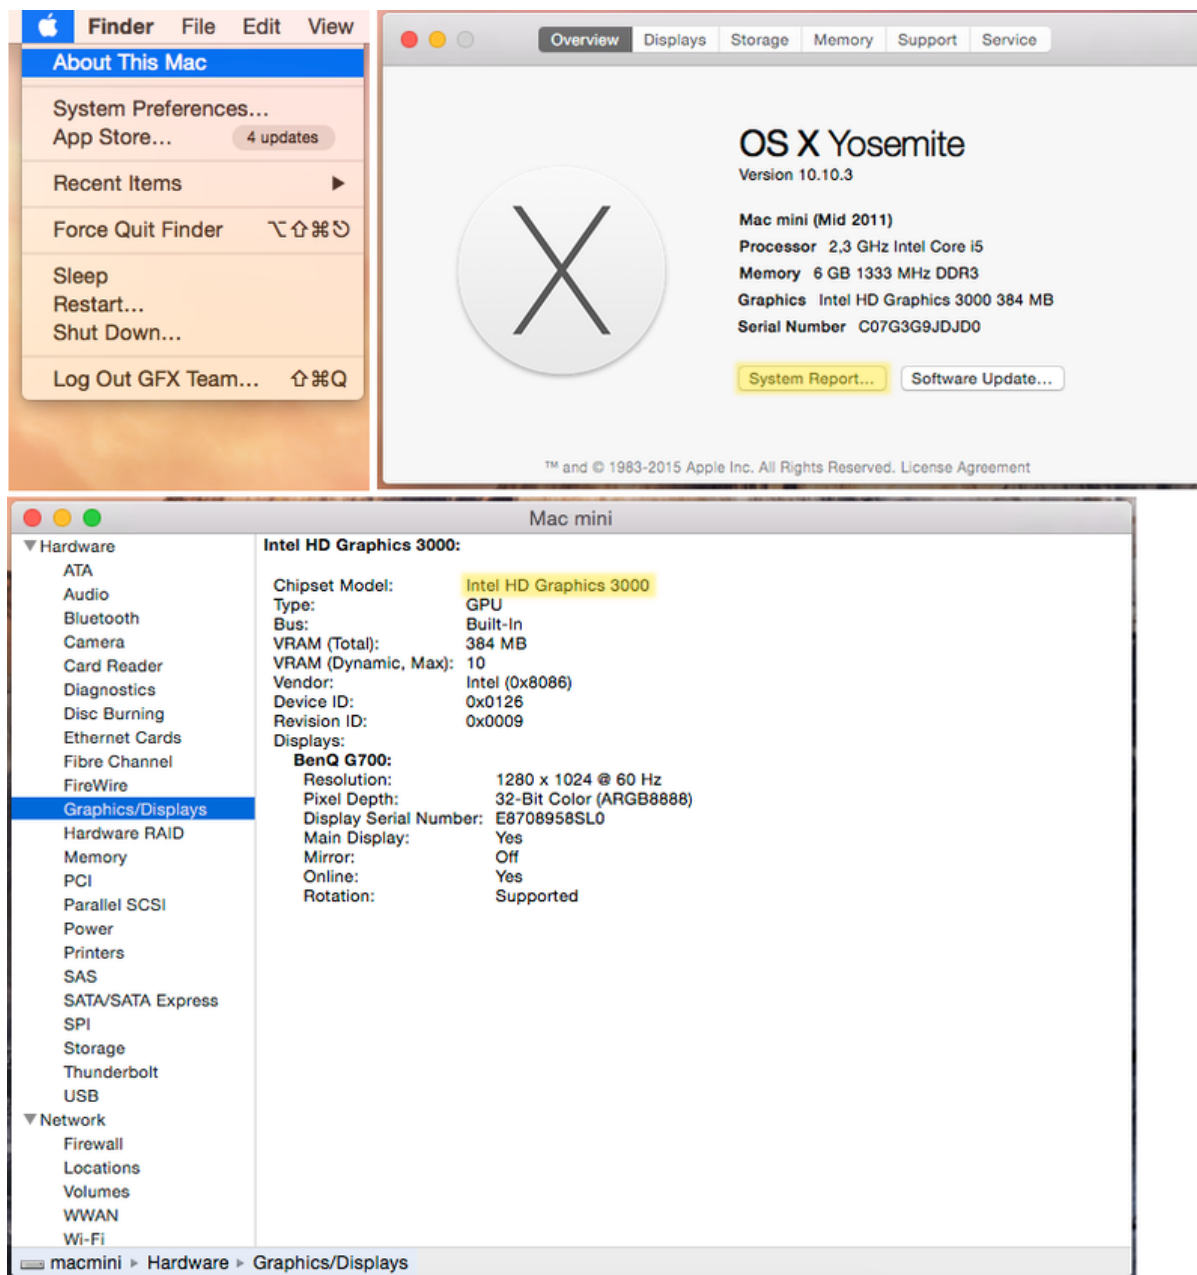 Finder File Edit View
About This Mac
System Preferences...
App Store... 4 updates
Recent Items ▶
Force Quit Finder ⌥⇧⌘⎋
Sleep
Restart...
Shut Down...
Log Out GFX Team... ⇧⌘Q
Overview Displays Storage Memory Support Service
OS X Yosemite
Version 10.10.3
Mac mini (Mid 2011)
Processor 2,3 GHz Intel Core i5
Memory 6 GB 1333 MHz DDR3
Graphics Intel HD Graphics 3000 384 MB
Serial Number C07G3G9JDJD0
System Report... Software Update...
™ and © 1983-2015 Apple Inc. All Rights Reserved. License Agreement
Mac mini
Hardware
ATA
Audio
Bluetooth
Camera
Card Reader
Diagnostics
Disc Burning
Ethernet Cards
Fibre Channel
FireWire
Graphics/Displays
Hardware RAID
Memory
PCI
Parallel SCSI
Power
Printers
SAS
SATA/SATA Express
SPI
Storage
Thunderbolt
USB
Network
Firewall
Locations
Volumes
WWAN
Wi-Fi
Intel HD Graphics 3000:
Chipset Model: Intel HD Graphics 3000
Type: GPU
Bus: Built-In
VRAM (Total): 384 MB
VRAM (Dynamic, Max): 10
Vendor: Intel (0x8086)
Device ID: 0x0126
Revision ID: 0x0009
Displays:
BenQ G700:
Resolution: 1280 x 1024 @ 60 Hz
Pixel Depth: 32-Bit Color (ARGB8888)
Display Serial Number: E8708958SL0
Main Display: Yes
Mirror: Off
Online: Yes
Rotation: Supported
macmini ▸ Hardware ▸ Graphics/Displays